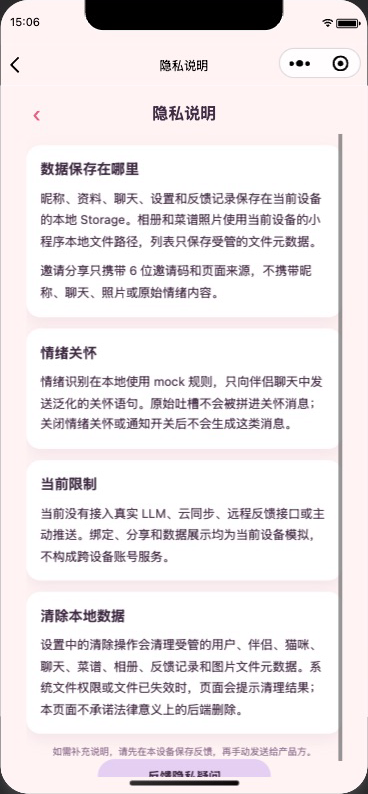 15:06
隐私说明
隐私说明
数据保存在哪里
昵称、资料、聊天、设置和反馈记录保存在当前设备
的本地 Storage。相册和菜谱照片使用当前设备的小
程序本地文件路径，列表只保存受管的文件元数据。
邀请分享只携带 6 位邀请码和页面来源，不携带昵
称、聊天、照片或原始情绪内容。
情绪关怀
情绪识别在本地使用 mock 规则，只向伴侣聊天中发
送泛化的关怀语句。原始吐槽不会被拼进关怀消息；
关闭情绪关怀或通知开关后不会生成这类消息。
当前限制
当前没有接入真实 LLM、云同步、远程反馈接口或主
动推送。绑定、分享和数据展示均为当前设备模拟，
不构成跨设备账号服务。
清除本地数据
设置中的清除操作会清理受管的用户、伴侣、猫咪、
聊天、菜谱、相册、反馈记录和图片文件元数据。系
统文件权限或文件已失效时，页面会提示清理结果；
本页面不承诺法律意义上的后端删除。
如需补充说明，请先在本设备保存反馈，再手动发送给产品方。
反馈隐私疑问